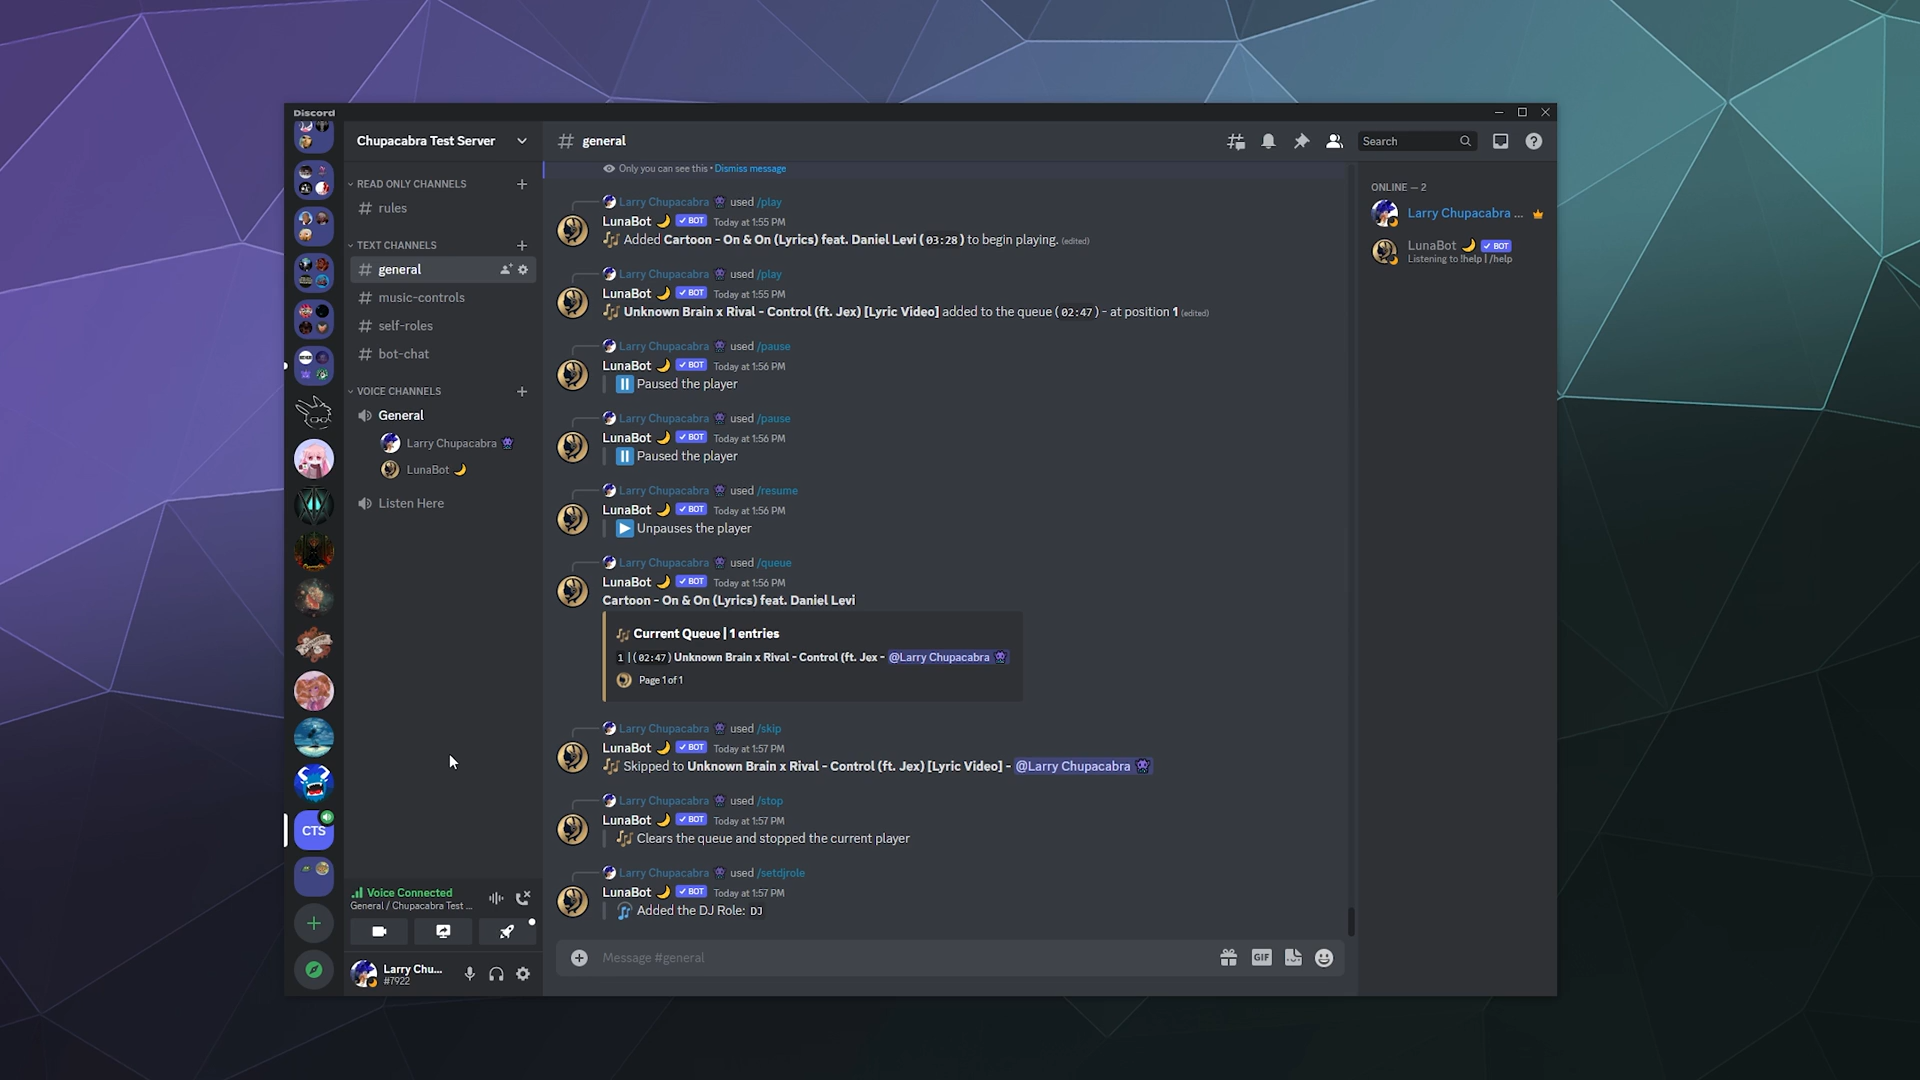 Discord
Chupacabra Test Server
READ ONLY CHANNELS
# rules
TEXT CHANNELS
# general
# music-controls
# self-roles
# bot-chat
VOICE CHANNELS
General
Larry Chupacabra
LunaBot
Listen Here
CTS
Voice Connected
General / Chupacabra Test ...
Larry Chu...
#7922
# general
Search
Only you can see this • Dismiss message
Larry Chupacabra used /play
LunaBot BOT Today at 1:55 PM
Added Cartoon - On & On (Lyrics) feat. Daniel Levi ( 03:28 ) to begin playing. (edited)
Larry Chupacabra used /play
LunaBot BOT Today at 1:55 PM
Unknown Brain x Rival - Control (ft. Jex) [Lyric Video] added to the queue ( 02:47 ) - at position 1 (edited)
Larry Chupacabra used /pause
LunaBot BOT Today at 1:56 PM
Paused the player
Larry Chupacabra used /pause
LunaBot BOT Today at 1:56 PM
Paused the player
Larry Chupacabra used /resume
LunaBot BOT Today at 1:56 PM
Unpauses the player
Larry Chupacabra used /queue
LunaBot BOT Today at 1:56 PM
Cartoon - On & On (Lyrics) feat. Daniel Levi
Current Queue | 1 entries
1 |( 02:47 ) Unknown Brain x Rival - Control (ft. Jex - @Larry Chupacabra
Page 1 of 1
Larry Chupacabra used /skip
LunaBot BOT Today at 1:57 PM
Skipped to Unknown Brain x Rival - Control (ft. Jex) [Lyric Video] - @Larry Chupacabra
Larry Chupacabra used /stop
LunaBot BOT Today at 1:57 PM
Clears the queue and stopped the current player
Larry Chupacabra used /setdjrole
LunaBot BOT Today at 1:57 PM
Added the DJ Role: DJ
Message #general
GIF
ONLINE — 2
Larry Chupacabra ...
LunaBot BOT
Listening to !help | /help